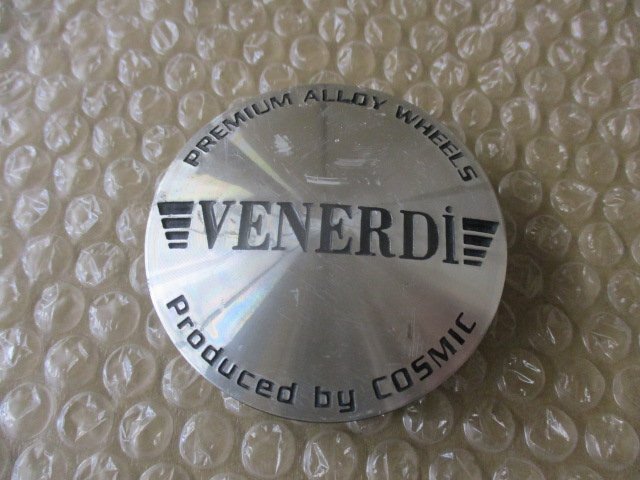 PREMIUM ALLOY WHEELS
VENERDi
Produced by COSMIC